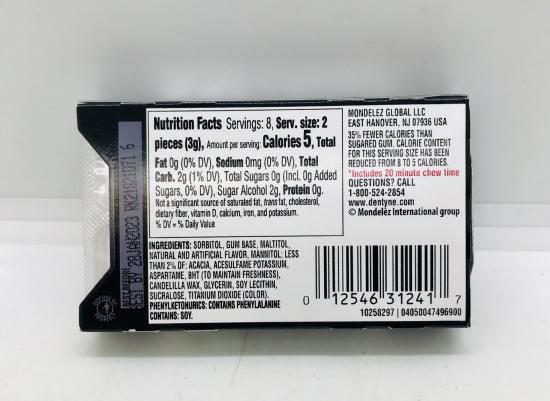 Nutrition Facts Servings: 8, Serv. size: 2
pieces (3g), Amount per serving: Calories 5, Total
Fat 0g (0% DV), Sodium 0mg (0% DV), Total
Carb. 2g (1% DV), Total Sugars 0g (Incl. 0g Added
Sugars, 0% DV), Sugar Alcohol 2g, Protein 0g.
Not a significant source of saturated fat, trans fat, cholesterol,
dietary fiber, vitamin D, calcium, iron, and potassium.
% DV = % Daily Value
INGREDIENTS: SORBITOL, GUM BASE, MALTITOL,
NATURAL AND ARTIFICIAL FLAVOR, MANNITOL; LESS
THAN 2% OF: ACACIA, ACESULFAME POTASSIUM,
ASPARTAME, BHT (TO MAINTAIN FRESHNESS),
CANDELILLA WAX, GLYCERIN, SOY LECITHIN,
SUCRALOSE, TITANIUM DIOXIDE (COLOR).
PHENYLKETONURICS: CONTAINS PHENYLALANINE
CONTAINS: SOY.
MONDELEZ GLOBAL LLC
EAST HANOVER, NJ 07936 USA
35% FEWER CALORIES THAN
SUGARED GUM. CALORIE CONTENT
FOR THIS SERVING SIZE HAS BEEN
REDUCED FROM 8 TO 5 CALORIES.
*Includes 20 minute chew time
QUESTIONS? CALL
1-800-524-2854
www.dentyne.com
© Mondelēz International group
0 12546 31241 7
10258297 | 04050047496900
BEST BEFORE
28JAN2023